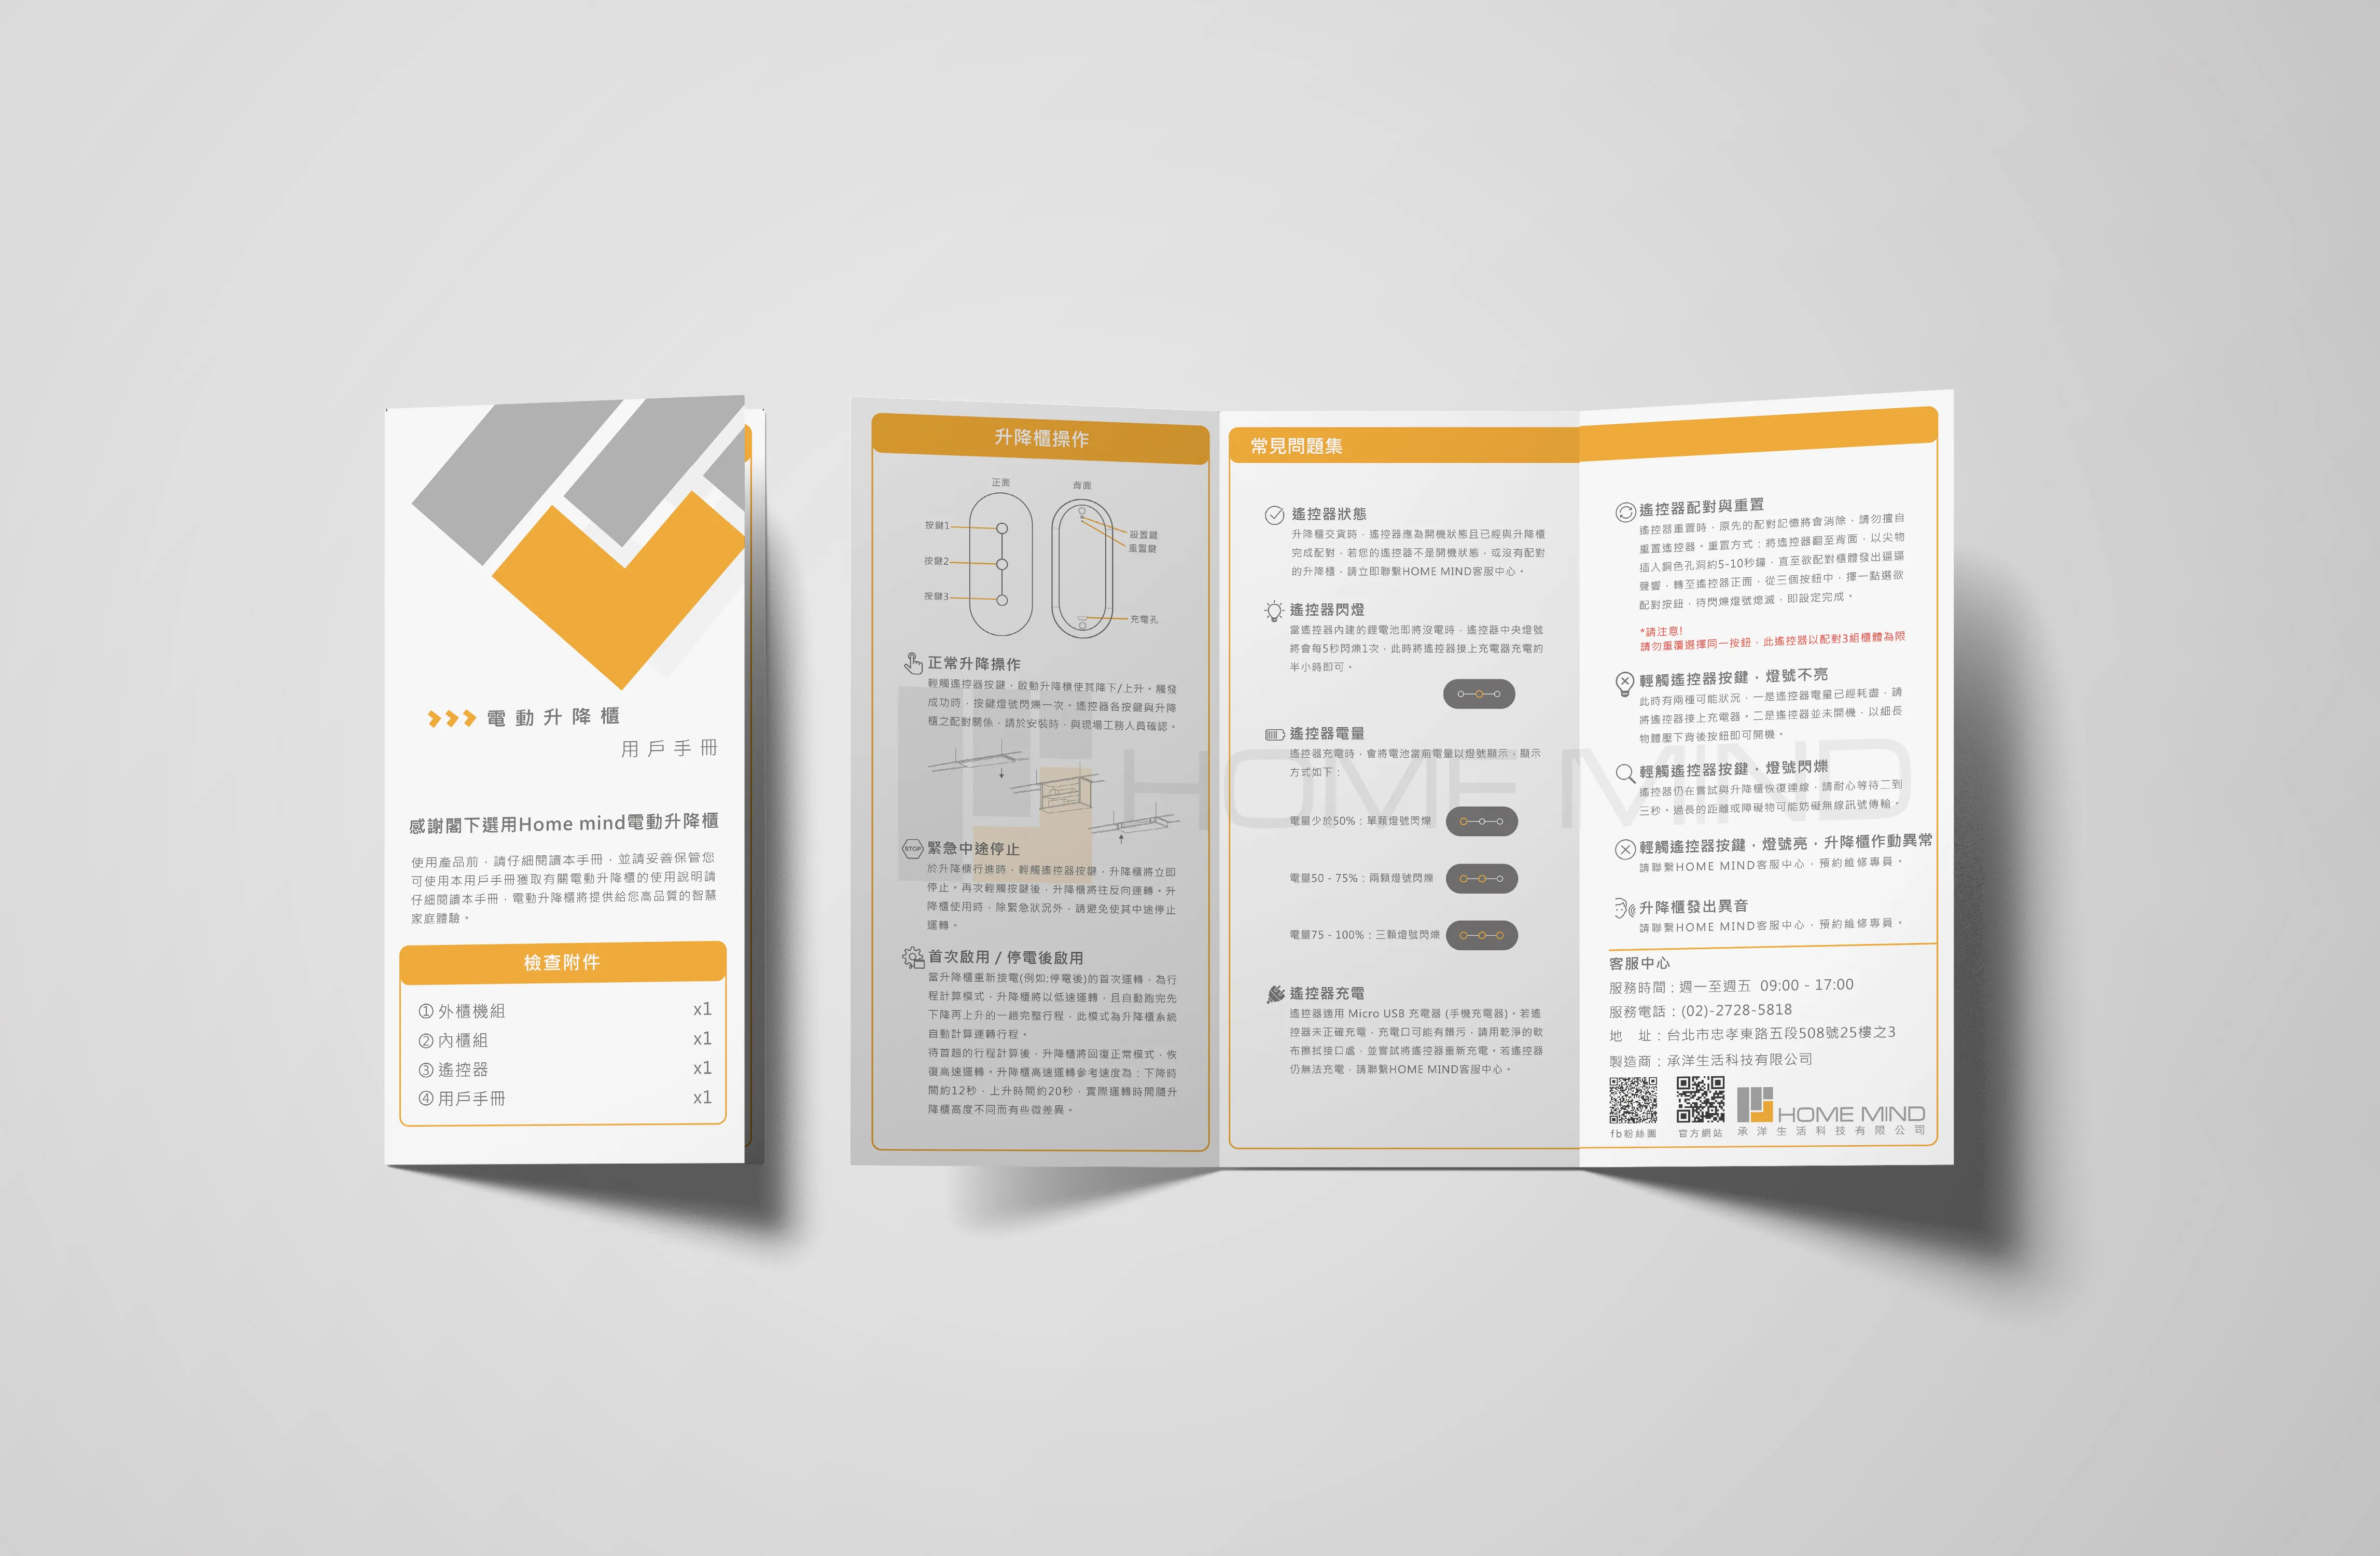 電動升降櫃
用戶手冊
感謝閣下選用Home mind電動升降櫃
使用產品前，請仔細閱讀本手冊，並請妥善保管您
可使用本用戶手冊獲取有關電動升降櫃的使用說明請
仔細閱讀本手冊，電動升降櫃將提供給您高品質的智慧
家庭體驗。
檢查附件
①外櫃機組 x1
②內櫃組 x1
③遙控器 x1
④用戶手冊 x1
升降櫃操作
正面
背面
按鍵1
按鍵2
按鍵3
設置鍵
重置鍵
充電孔
正常升降操作
輕觸遙控器按鍵，啟動升降櫃使其降下/上升。觸發
成功時，按鍵燈號閃爍一次。遙控器各按鍵與升降
櫃之配對關係，請於安裝時，與現場工務人員確認。
STOP
緊急中途停止
於升降櫃行進時，輕觸遙控器按鍵，升降櫃將立即
停止。再次輕觸按鍵後，升降櫃將往反向運轉。升
降櫃使用時，除緊急狀況外，請避免使其中途停止
運轉。
首次啟用 / 停電後啟用
當升降櫃重新接電(例如:停電後)的首次運轉，為行
程計算模式，升降櫃將以低速運轉，且自動跑完先
下降再上升的一趟完整行程，此模式為升降櫃系統
自動計算運轉行程。
待首趟的行程計算後，升降櫃將回復正常模式，恢
復高速運轉。升降櫃高速運轉參考速度為：下降時
間約12秒，上升時間約20秒，實際運轉時間隨升
降櫃高度不同而有些微差異。
HOME MIND
常見問題集
遙控器狀態
升降櫃交貨時，遙控器應為開機狀態且已經與升降櫃
完成配對，若您的遙控器不是開機狀態，或沒有配對
的升降櫃，請立即聯繫HOME MIND客服中心。
遙控器閃燈
當遙控器內建的鋰電池即將沒電時，遙控器中央燈號
將會每5秒閃爍1次，此時將遙控器接上充電器充電約
半小時即可。
遙控器電量
遙控器充電時，會將電池當前電量以燈號顯示，顯示
方式如下：
電量少於50%：單顆燈號閃爍
電量50 - 75%：兩顆燈號閃爍
電量75 - 100%：三顆燈號閃爍
遙控器充電
遙控器適用 Micro USB 充電器 (手機充電器)。若遙
控器未正確充電，充電口可能有髒污，請用乾淨的軟
布擦拭接口處，並嘗試將遙控器重新充電。若遙控器
仍無法充電，請聯繫HOME MIND客服中心。
遙控器配對與重置
遙控器重置時，原先的配對記憶將會消除，請勿擅自
重置遙控器。重置方式：將遙控器翻至背面，以尖物
插入銅色孔洞約5-10秒鐘，直至欲配對櫃體發出逼逼
聲響，轉至遙控器正面，從三個按鈕中，擇一點選欲
配對按鈕，待閃爍燈號熄滅，即設定完成。
*請注意!
請勿重覆選擇同一按鈕，此遙控器以配對3組櫃體為限
輕觸遙控器按鍵，燈號不亮
此時有兩種可能狀況，一是遙控器電量已經耗盡，請
將遙控器接上充電器。二是遙控器並未開機，以細長
物體壓下背後按鈕即可開機。
輕觸遙控器按鍵，燈號閃爍
遙控器仍在嘗試與升降櫃恢復連線，請耐心等待二到
三秒。過長的距離或障礙物可能妨礙無線訊號傳輸。
輕觸遙控器按鍵，燈號亮，升降櫃作動異常
請聯繫HOME MIND客服中心，預約維修專員。
升降櫃發出異音
請聯繫HOME MIND客服中心，預約維修專員。
客服中心
服務時間：週一至週五 09:00 - 17:00
服務電話：(02)-2728-5818
地　址：台北市忠孝東路五段508號25樓之3
製造商：承洋生活科技有限公司
fb粉絲團
官方網站
HOME MIND
承洋生活科技有限公司